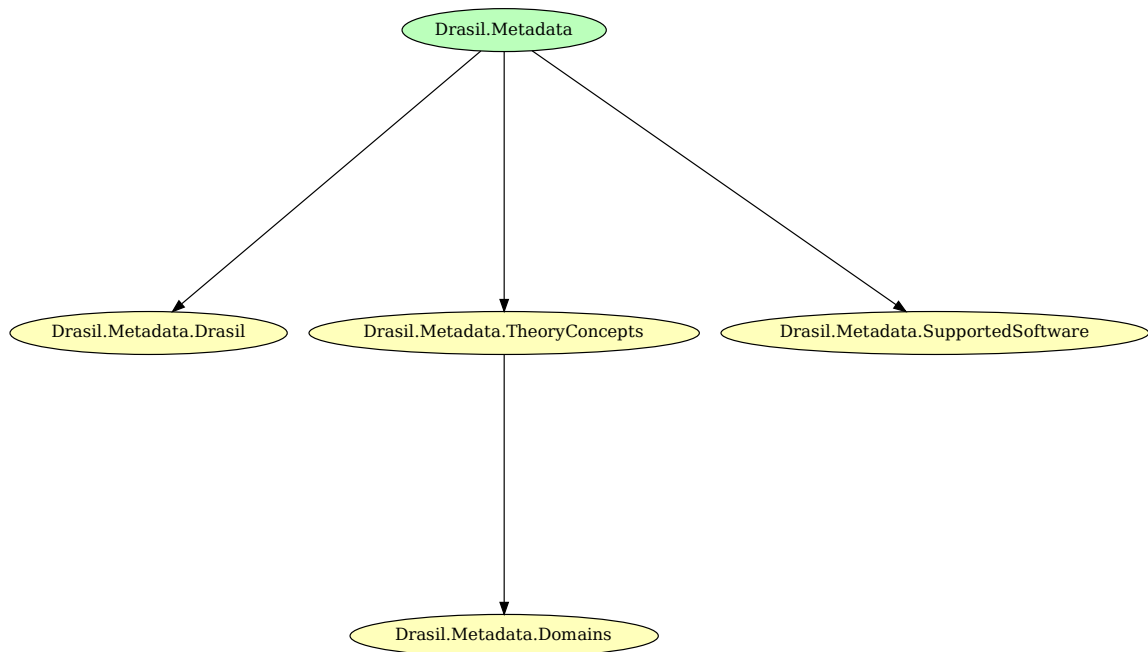 Drasil.Metadata
Drasil.Metadata.Drasil
Drasil.Metadata.TheoryConcepts
Drasil.Metadata.SupportedSoftware
Drasil.Metadata.Domains